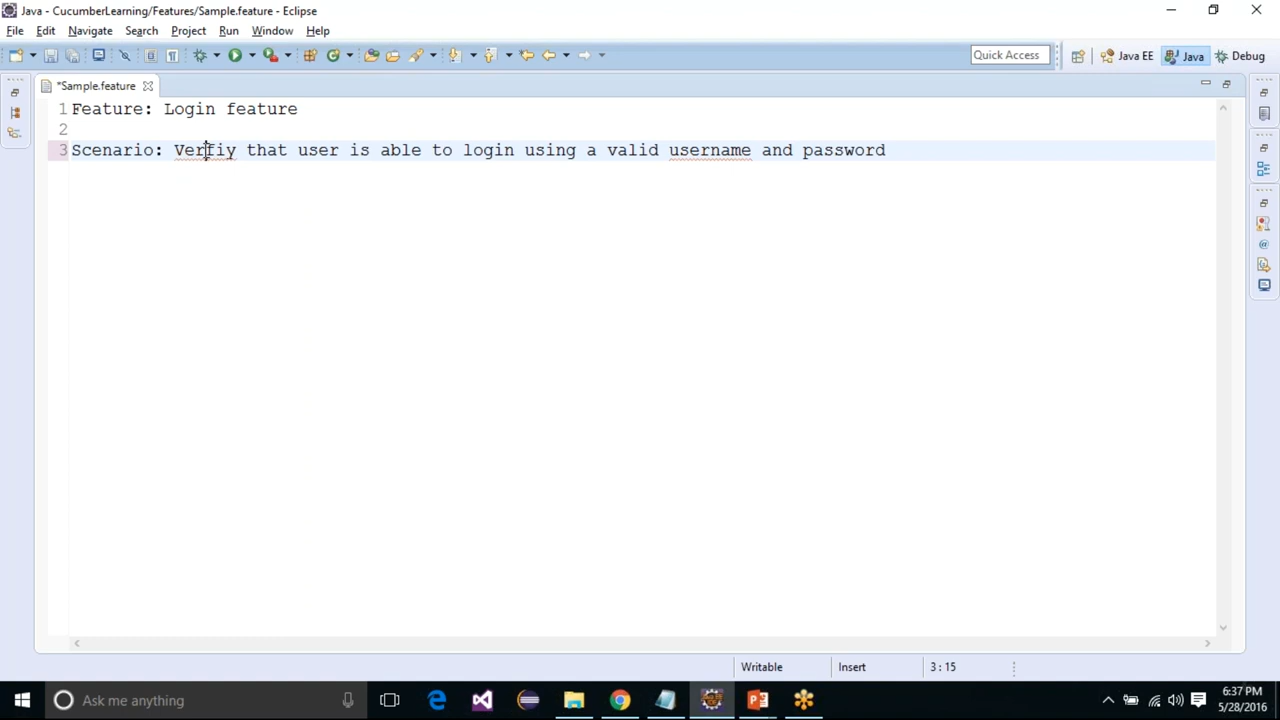 Java - CucumberLearning/Features/Sample.feature - Eclipse
File Edit Navigate Search Project Run Window Help
Quick Access
Java EE
Java
Debug
*Sample.feature
1 Feature: Login feature
2
3 Scenario: Verfiy that user is able to login using a valid username and password
Writable
Insert
3 : 15
Ask me anything
6:37 PM
5/28/2016